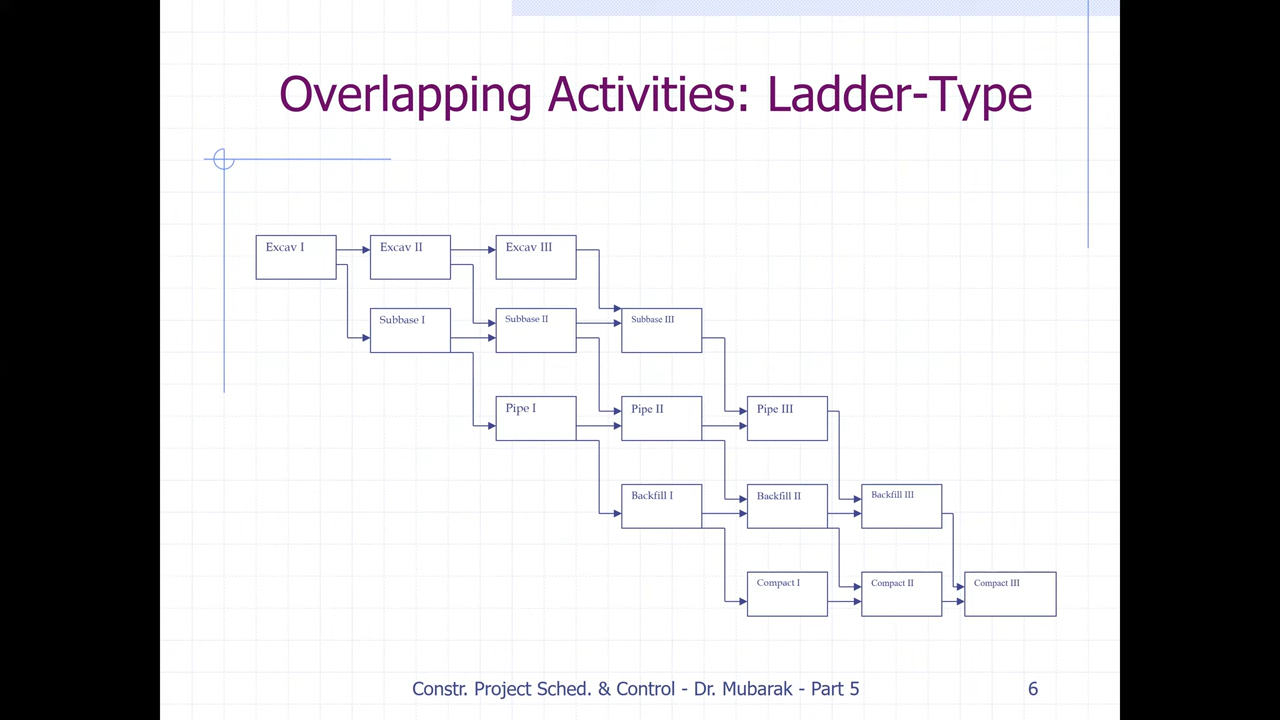 Overlapping Activities: Ladder-Type
Excav I
Excav II
Excav III
Subbase I
Subbase II
Subbase III
Pipe I
Pipe II
Pipe III
Backfill I
Backfill II
Backfill III
Compact I
Compact II
Compact III
Constr. Project Sched. & Control - Dr. Mubarak - Part 5
6